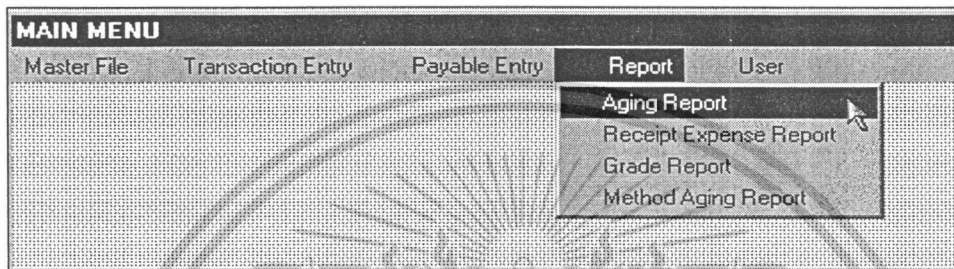 MAIN MENU
Master File Transaction Entry Payable Entry Report User
Aging Report
Receipt Expense Report
Grade Report
Method Aging Report